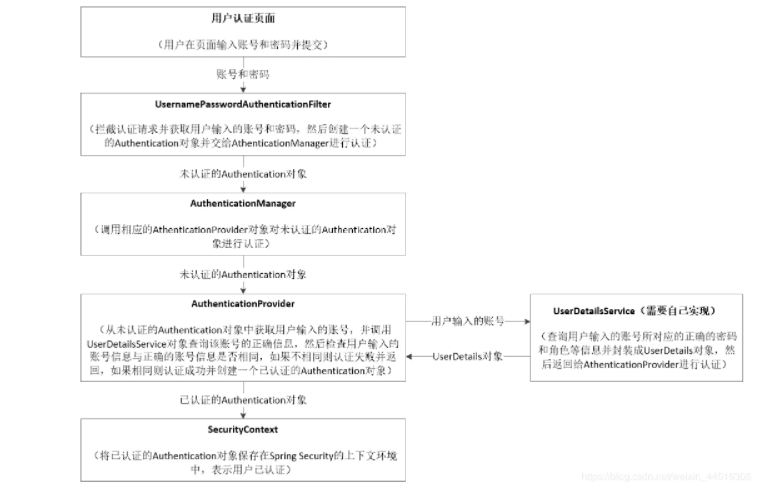 用户认证页面
（用户在页面输入账号和密码并提交）
账号和密码
UsernamePasswordAuthenticationFilter
（拦截认证请求并获取用户输入的账号和密码，然后创建一个未认证
的Authentication对象并交给AthenticationManager进行认证）
未认证的Authentication对象
AuthenticationManager
（调用相应的AthenticationProvider对象对未认证的Authentication对
象进行认证）
未认证的Authentication对象
AuthenticationProvider
（从未认证的Authentication对象中获取用户输入的账号，并调用
UserDetailsService对象查询该账号的正确信息，然后检查用户输入的
账号信息与正确的账号信息是否相同，如果不相同则认证失败并返
回，如果相同则认证成功并创建一个已认证的Authentication对象）
用户输入的账号
UserDetails对象
UserDetailsService（需要自己实现）
（查询用户输入的账号所对应的正确的密码
和角色等信息并封装成UserDetails对象，然
后返回给AthenticationProvider进行认证）
已认证的Authentication对象
SecurityContext
（将已认证的Authentication对象保存在Spring Security的上下文环境
中，表示用户已认证）